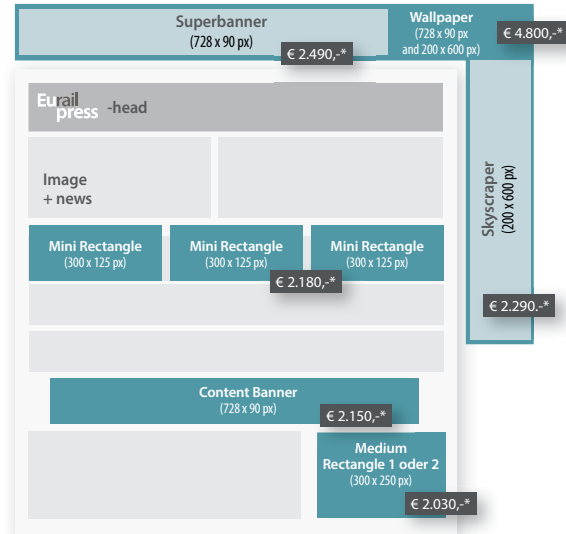 Superbanner
(728 x 90 px)
€ 2.490,-*
Wallpaper
(728 x 90 px
and 200 x 600 px)
€ 4.800,-*
Eurail
press -head
Image
+ news
Skyscraper
(200 x 600 px)
€ 2.290.-*
Mini Rectangle
(300 x 125 px)
Mini Rectangle
(300 x 125 px)
€ 2.180,-*
Mini Rectangle
(300 x 125 px)
Content Banner
(728 x 90 px)
€ 2.150,-*
Medium
Rectangle 1 oder 2
(300 x 250 px)
€ 2.030,-*